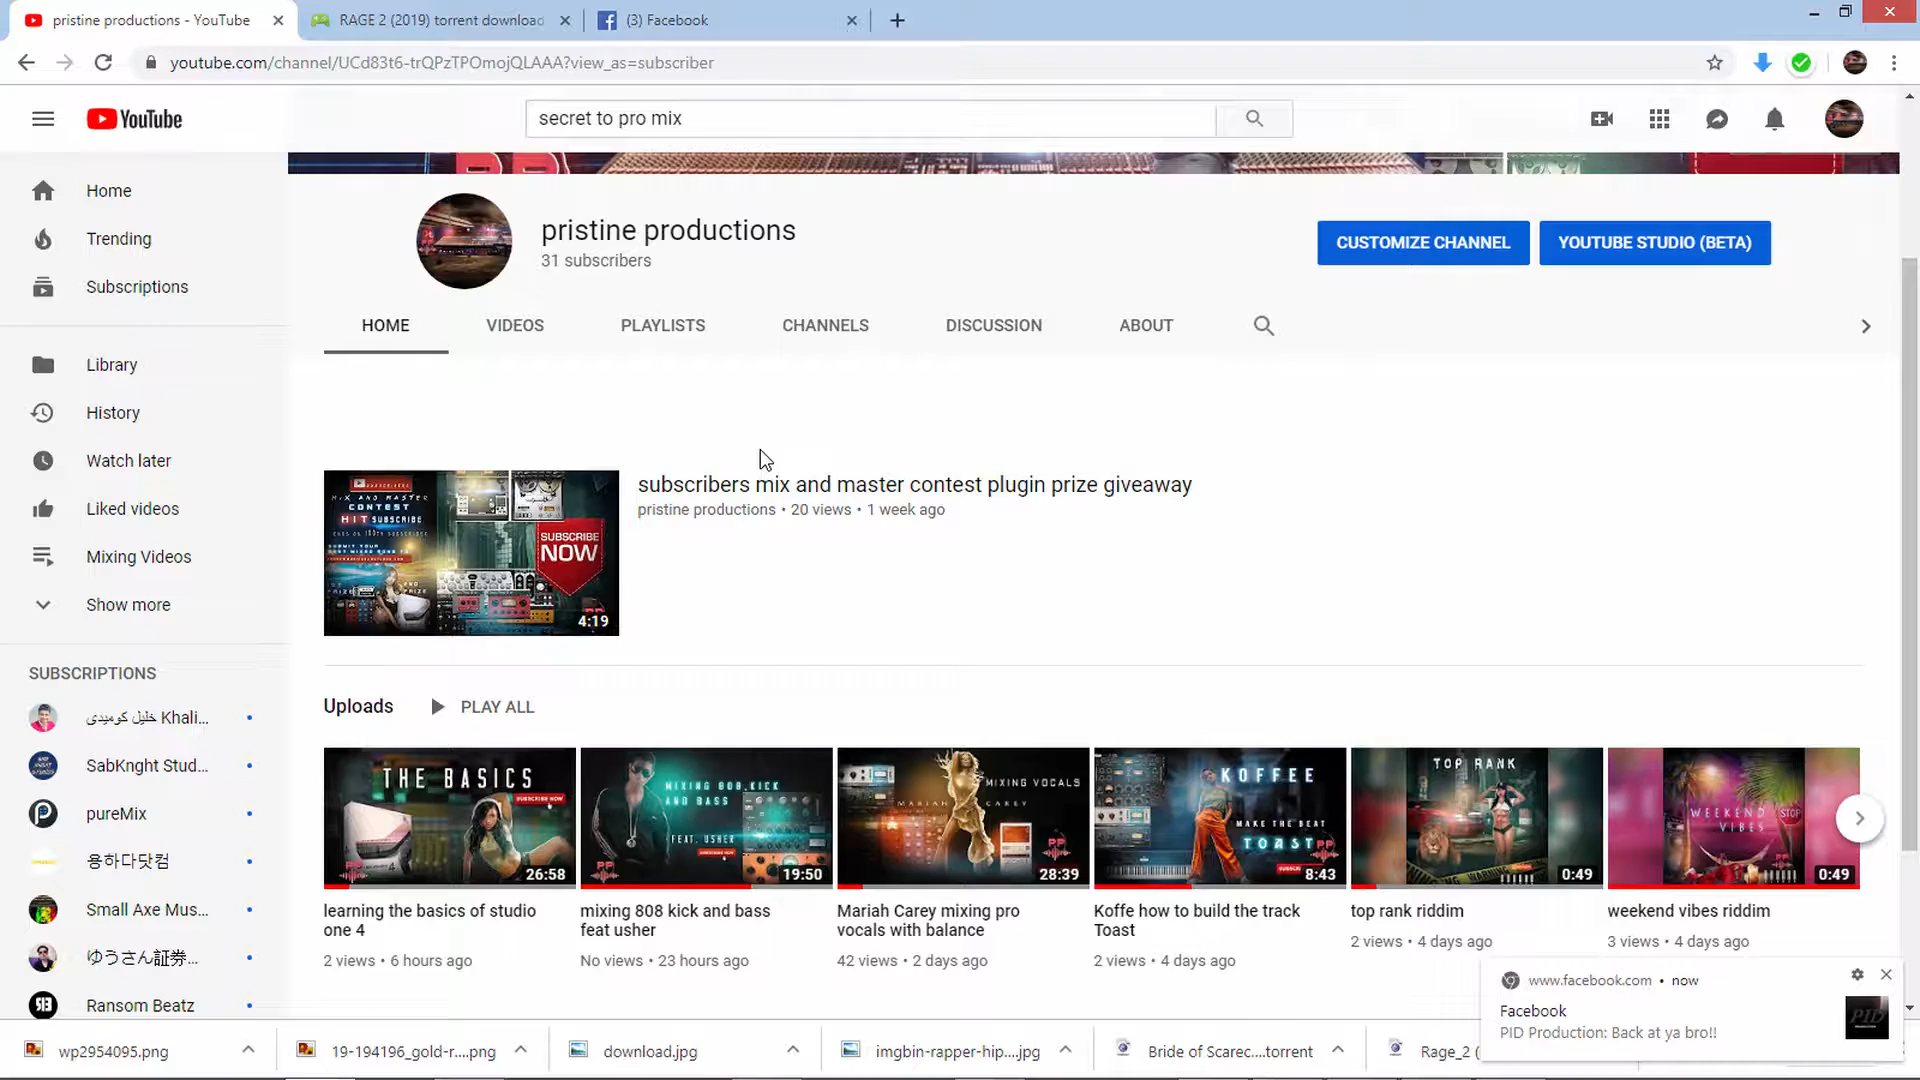 pristine productions - YouTube
RAGE 2 (2019) torrent download
(3) Facebook
youtube.com/channel/UCd83t6-trQPzTPOmojQLAAA?view_as=subscriber
YouTube
secret to pro mix
Home
Trending
Subscriptions
Library
History
Watch later
Liked videos
Mixing Videos
Show more
SUBSCRIPTIONS
خلیل کومیدی Khali...
SabKnght Stud...
pureMix
용하다닷컴
Small Axe Mus...
ゆうさん証券...
Ransom Beatz
pristine productions
31 subscribers
CUSTOMIZE CHANNEL
YOUTUBE STUDIO (BETA)
HOME
VIDEOS
PLAYLISTS
CHANNELS
DISCUSSION
ABOUT
SUBSCRIBERS
MIX AND MASTER
CONTEST
HIT SUBSCRIBE
SUBSCRIBE
NOW
4:19
subscribers mix and master contest plugin prize giveaway
pristine productions • 20 views • 1 week ago
Uploads
PLAY ALL
THE BASICS
SUBSCRIBE NOW
26:58
learning the basics of studio
one 4
2 views • 6 hours ago
MIXING 808 KICK
AND BASS
FEAT. USHER
19:50
mixing 808 kick and bass
feat usher
No views • 23 hours ago
MIXING VOCALS
MARIAH CAREY
28:39
Mariah Carey mixing pro
vocals with balance
42 views • 2 days ago
KOFFEE
MAKE THE BEAT
TOAST
8:43
Koffe how to build the track
Toast
2 views • 4 days ago
TOP RANK
0:49
top rank riddim
2 views • 4 days ago
WEEKEND
VIBES
STOP
0:49
weekend vibes riddim
3 views • 4 days ago
www.facebook.com • now
Facebook
PID Production: Back at ya bro!!
PID
wp2954095.png
19-194196_gold-r....png
download.jpg
imgbin-rapper-hip....jpg
Bride of Scarec....torrent
Rage_2 (